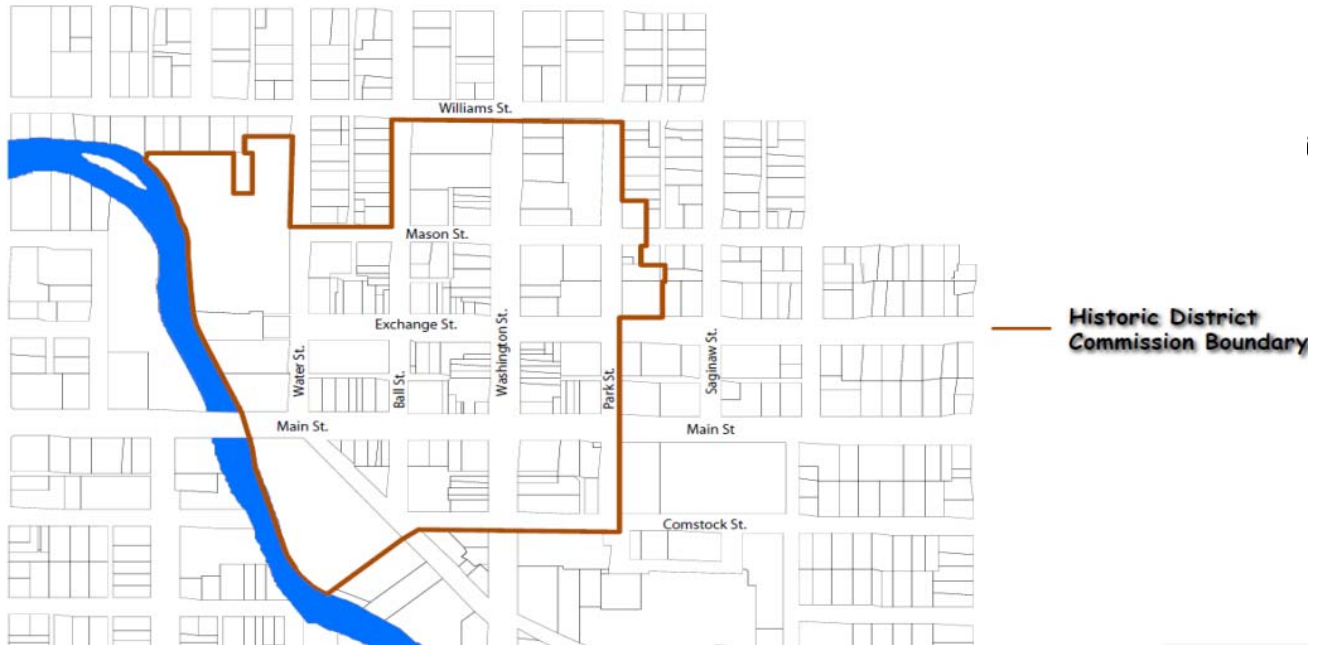 Williams St.
Mason St.
Exchange St.
Water St.
Ball St.
Washington St.
Park St.
Saginaw St.
Main St.
Main St
Comstock St.
Historic District
Commission Boundary